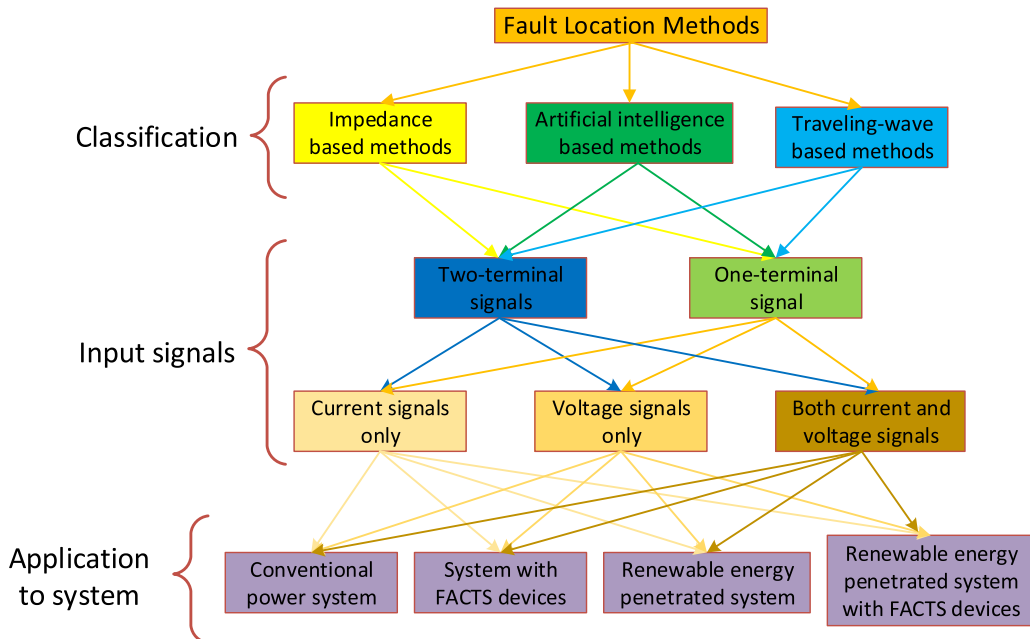 Fault Location Methods
Classification
Impedance
based methods
Artificial intelligence
based methods
Traveling-wave
based methods
Input signals
Two-terminal
signals
One-terminal
signal
Current signals
only
Voltage signals
only
Both current and
voltage signals
Application
to system
Conventional
power system
System with
FACTS devices
Renewable energy
penetrated system
Renewable energy
penetrated system
with FACTS devices